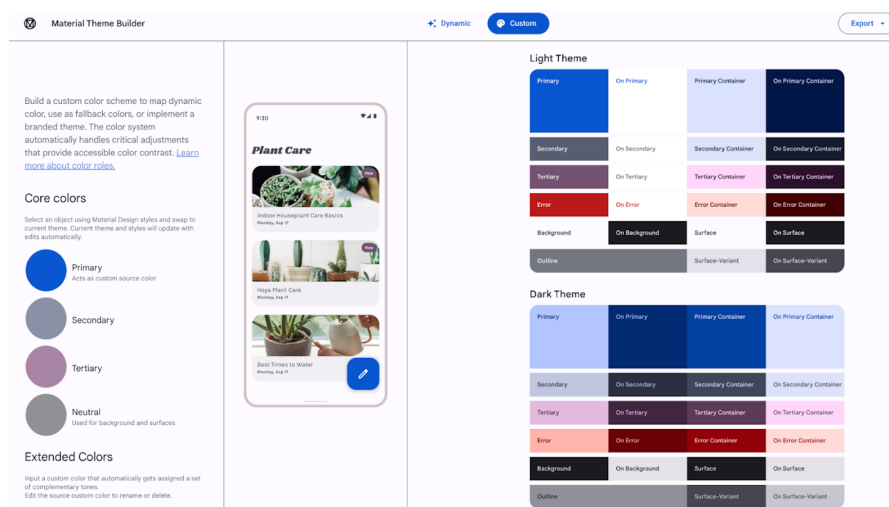 Material Theme Builder
Dynamic
Custom
Export
Build a custom color scheme to map dynamic
color, use as fallback colors, or implement a
branded theme. The color system
automatically handles critical adjustments
that provide accessible color contrast. Learn
more about color roles.
Core colors
Select an object using Material Design styles and swap to
current theme. Current theme and styles will update with
edits automatically.
Primary
Acts as custom source color
Secondary
Tertiary
Neutral
Used for background and surfaces
Extended Colors
Input a custom color that automatically gets assigned a set
of complementary tones.
Edit the source custom color to rename or delete.
9:30
Plant Care
New
Indoor Houseplant Care Basics
Monday, Sep 17
New
Hoya Plant Care
Monday, Sep 17
Best Times to Water
Monday, Sep 17
Light Theme
Primary On Primary Primary Container On Primary Container
Secondary On Secondary Secondary Container On Secondary Container
Tertiary On Tertiary Tertiary Container On Tertiary Container
Error On Error Error Container On Error Container
Background On Background Surface On Surface
Outline Surface-Variant On Surface-Variant
Dark Theme
Primary On Primary Primary Container On Primary Container
Secondary On Secondary Secondary Container On Secondary Container
Tertiary On Tertiary Tertiary Container On Tertiary Container
Error On Error Error Container On Error Container
Background On Background Surface On Surface
Outline Surface-Variant On Surface-Variant